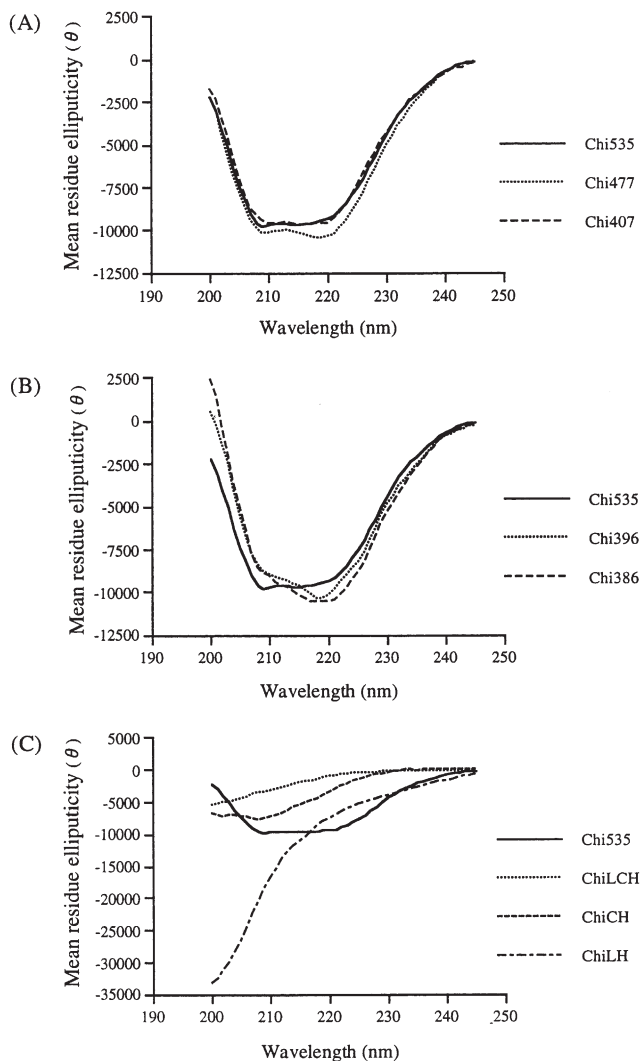 (A)
Mean residue elliputicity (θ)
2500
0
-2500
-5000
-7500
-10000
-12500
190 200 210 220 230 240 250
Wavelength (nm)
Chi535
Chi477
Chi407
(B)
Mean residue elliputicity (θ)
2500
0
-2500
-5000
-7500
-10000
-12500
190 200 210 220 230 240 250
Wavelength (nm)
Chi535
Chi396
Chi386
(C)
Mean residue elliputicity (θ)
5000
0
-5000
-10000
-15000
-20000
-25000
-30000
-35000
190 200 210 220 230 240 250
Wavelength (nm)
Chi535
ChiLCH
ChiCH
ChiLH